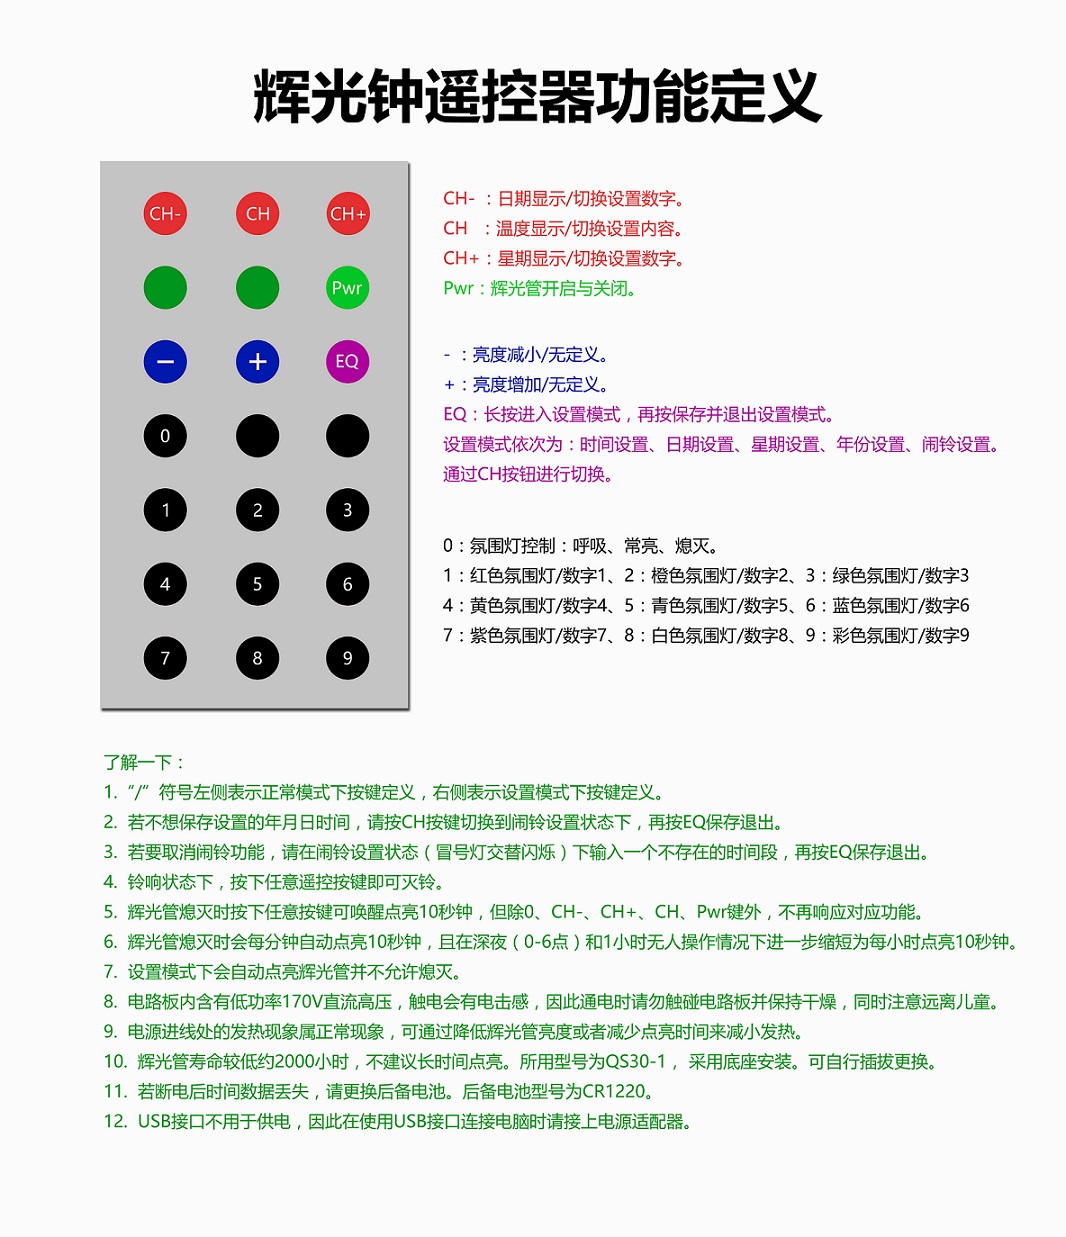 辉光钟遥控器功能定义
CH-
CH
CH+
Pwr
−
+
EQ
0
1
2
3
4
5
6
7
8
9
CH- ：日期显示/切换设置数字。
CH ：温度显示/切换设置内容。
CH+：星期显示/切换设置数字。
Pwr：辉光管开启与关闭。
- ：亮度减小/无定义。
+：亮度增加/无定义。
EQ：长按进入设置模式，再按保存并退出设置模式。
设置模式依次为：时间设置、日期设置、星期设置、年份设置、闹铃设置。
通过CH按钮进行切换。
0：氛围灯控制：呼吸、常亮、熄灭。
1：红色氛围灯/数字1、2：橙色氛围灯/数字2、3：绿色氛围灯/数字3
4：黄色氛围灯/数字4、5：青色氛围灯/数字5、6：蓝色氛围灯/数字6
7：紫色氛围灯/数字7、8：白色氛围灯/数字8、9：彩色氛围灯/数字9
了解一下：
1. “/” 符号左侧表示正常模式下按键定义，右侧表示设置模式下按键定义。
2. 若不想保存设置的年月日时间，请按CH按键切换到闹铃设置状态下，再按EQ保存退出。
3. 若要取消闹铃功能，请在闹铃设置状态（冒号灯交替闪烁）下输入一个不存在的时间段，再按EQ保存退出。
4. 铃响状态下，按下任意遥控按键即可灭铃。
5. 辉光管熄灭时按下任意按键可唤醒点亮10秒钟，但除0、CH-、CH+、CH、Pwr键外，不再响应对应功能。
6. 辉光管熄灭时会每分钟自动点亮10秒钟，且在深夜（0-6点）和1小时无人操作情况下进一步缩短为每小时点亮10秒钟。
7. 设置模式下会自动点亮辉光管并不允许熄灭。
8. 电路板内含有低功率170V直流高压，触电会有电击感，因此通电时请勿触碰电路板并保持干燥，同时注意远离儿童。
9. 电源进线处的发热现象属正常现象，可通过降低辉光管亮度或者减少点亮时间来减小发热。
10. 辉光管寿命较低约2000小时，不建议长时间点亮。所用型号为QS30-1， 采用底座安装。可自行插拔更换。
11. 若断电后时间数据丢失，请更换后备电池。后备电池型号为CR1220。
12. USB接口不用于供电，因此在使用USB接口连接电脑时请接上电源适配器。